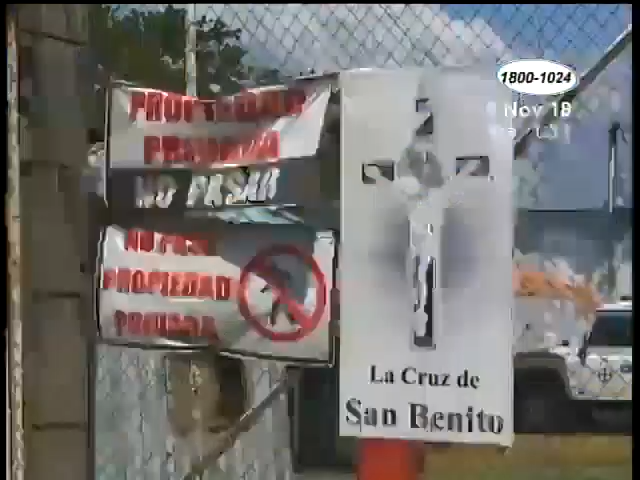 1800-1024
Nov 18
PROPIEDAD
PRIVADA
NO PASAR
NO PASE
PROPIEDAD
PRIVADA
La Cruz de
San Benito